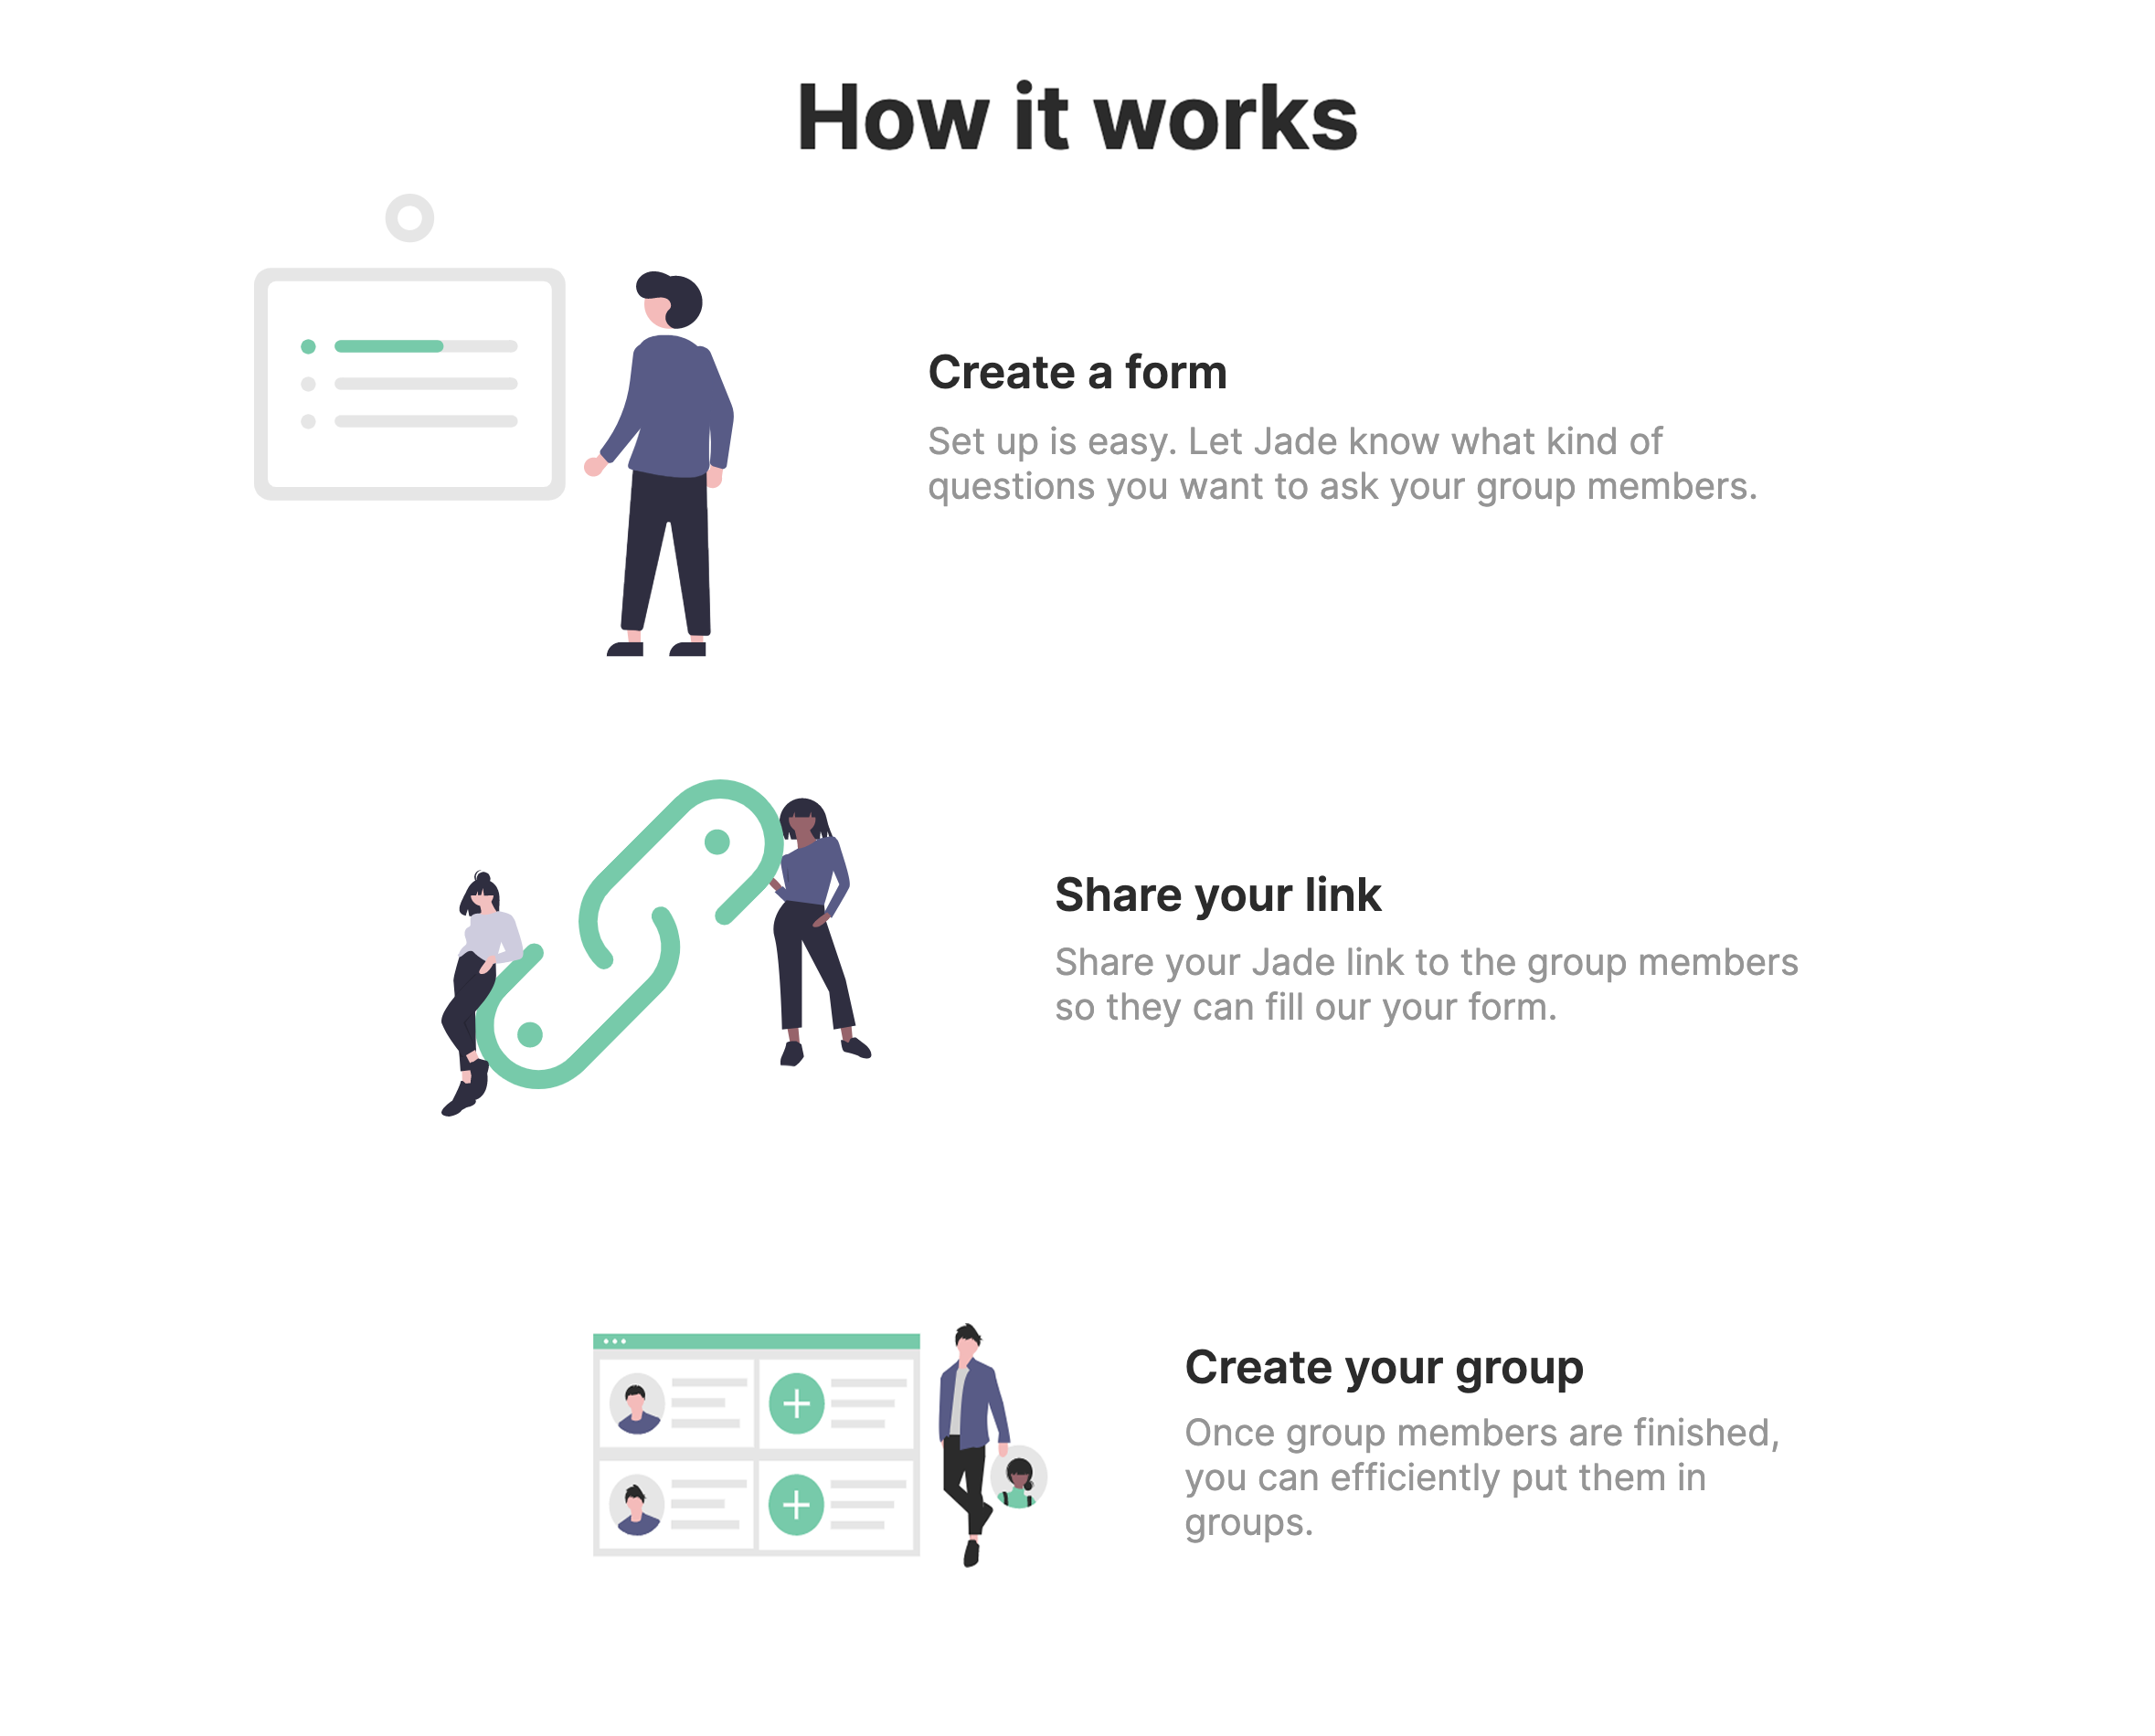 How it works
Create a form
Set up is easy. Let Jade know what kind of
questions you want to ask your group members.
Share your link
Share your Jade link to the group members
so they can fill our your form.
Create your group
Once group members are finished,
you can efficiently put them in
groups.